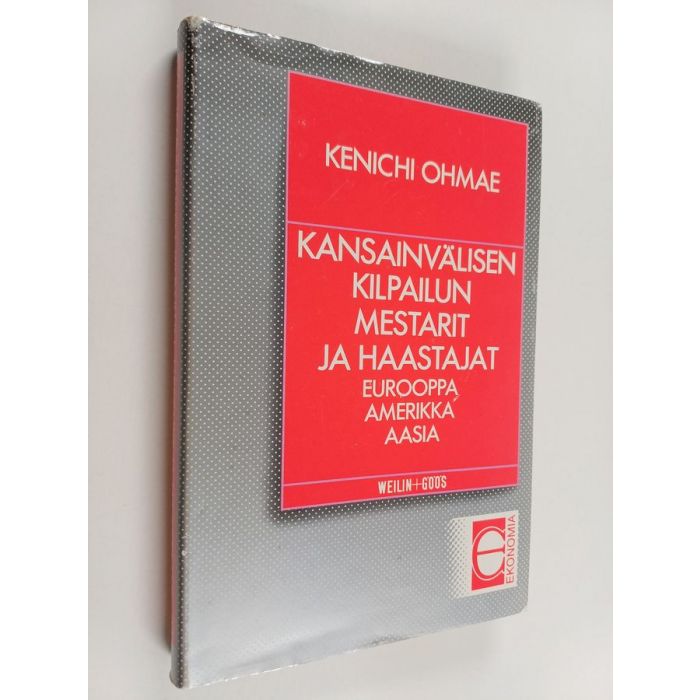 KENICHI OHMAE
KANSAINVÄLISEN
KILPAILUN
MESTARIT
JA HAASTAJAT
EUROOPPA
AMERIKKA
AASIA
WEILIN+GÖÖS
e
EKONOMIA